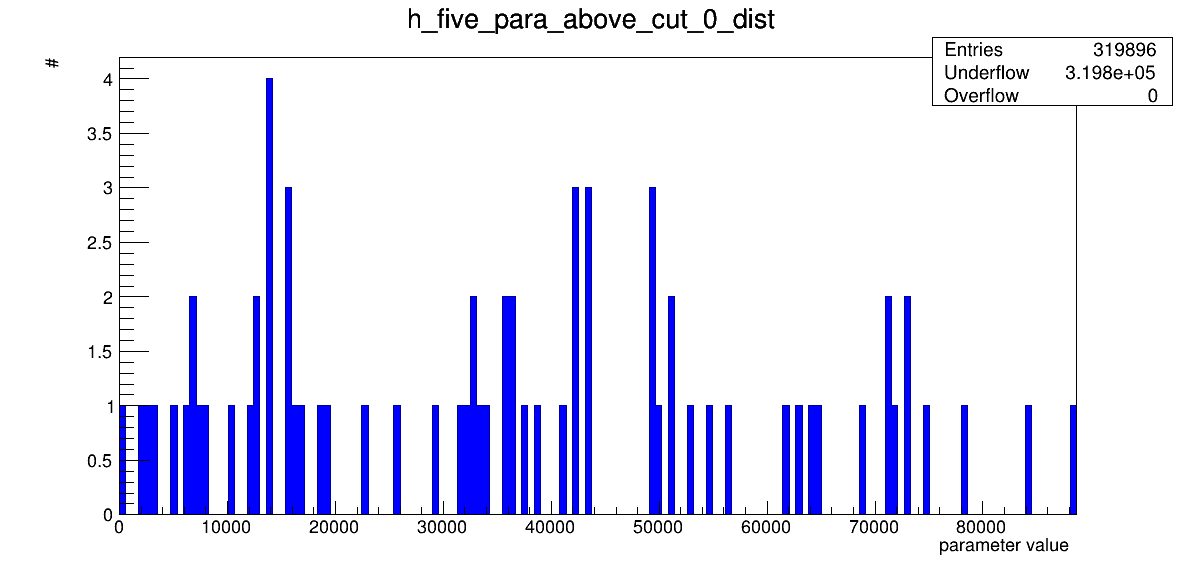 h_five_para_above_cut_0_dist
#
Entries 319896
Underflow 3.198e+05
Overflow 0
4
3.5
3
2.5
2
1.5
1
0.5
0
0 10000 20000 30000 40000 50000 60000 70000 80000
parameter value